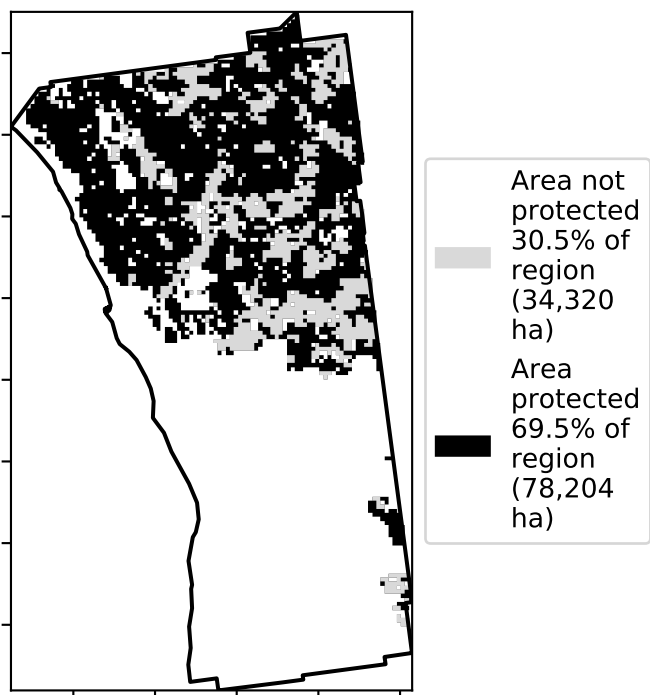 Area not
protected
30.5% of
region
(34,320
ha)
Area
protected
69.5% of
region
(78,204
ha)